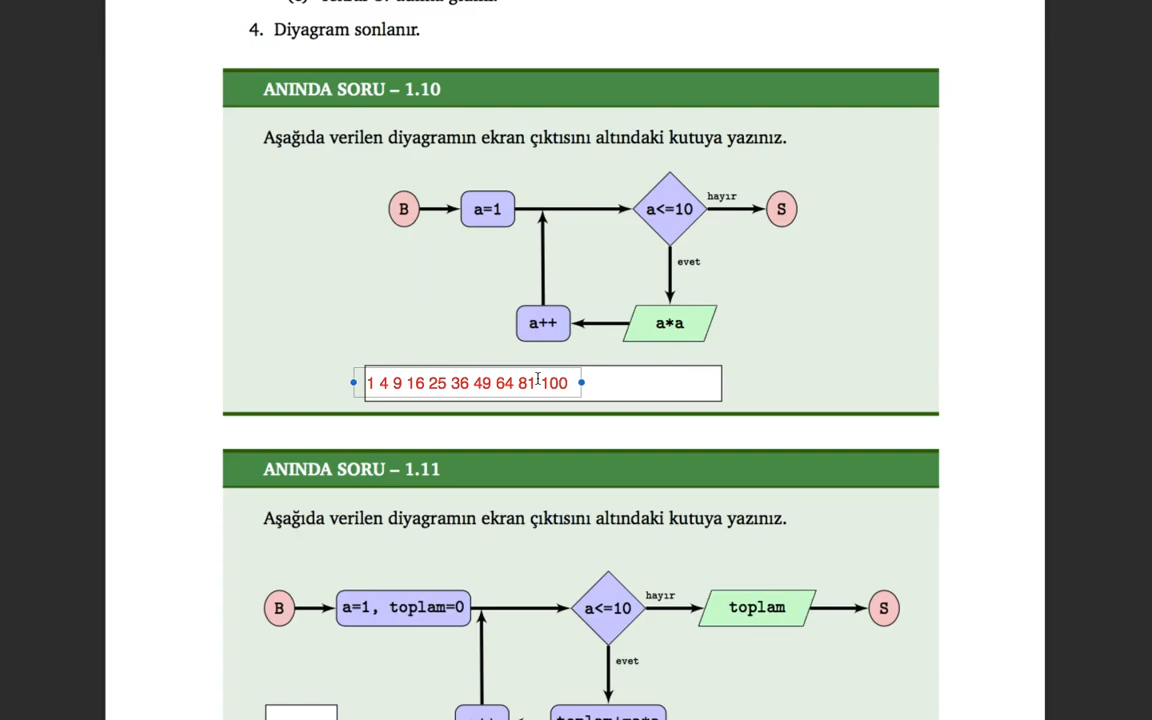 4. Diyagram sonlanır.
ANINDA SORU – 1.10
Aşağıda verilen diyagramın ekran çıktısını altındaki kutuya yazınız.
B
a=1
a<=10
hayır
S
evet
a++
a*a
1 4 9 16 25 36 49 64 81 100
ANINDA SORU – 1.11
Aşağıda verilen diyagramın ekran çıktısını altındaki kutuya yazınız.
B
a=1, toplam=0
a<=10
hayır
toplam
S
evet